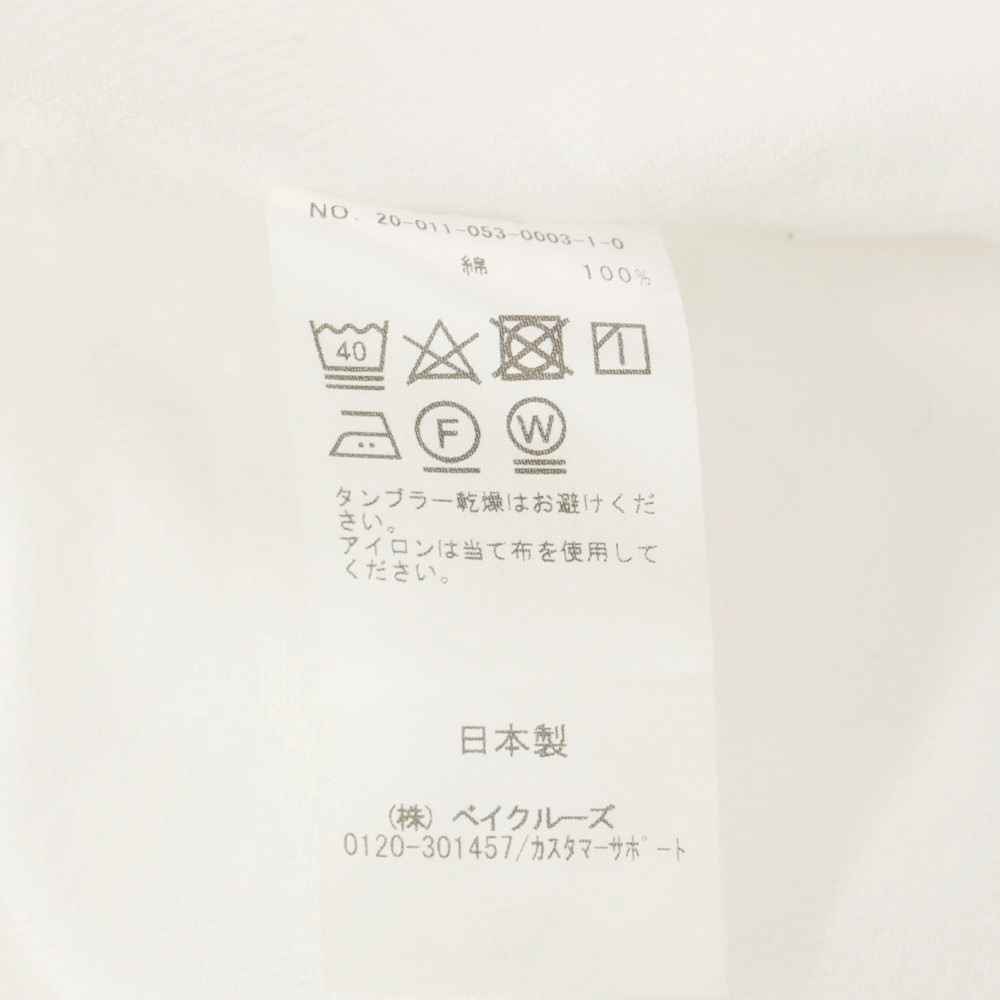 NO. 20-011-053-0003-1-0
綿 100%
40
F W
タンブラー乾燥はお避けくだ
さい。
アイロンは当て布を使用して
ください。
日本製
(株) ベイクルーズ
0120-301457/カスタマーサポート